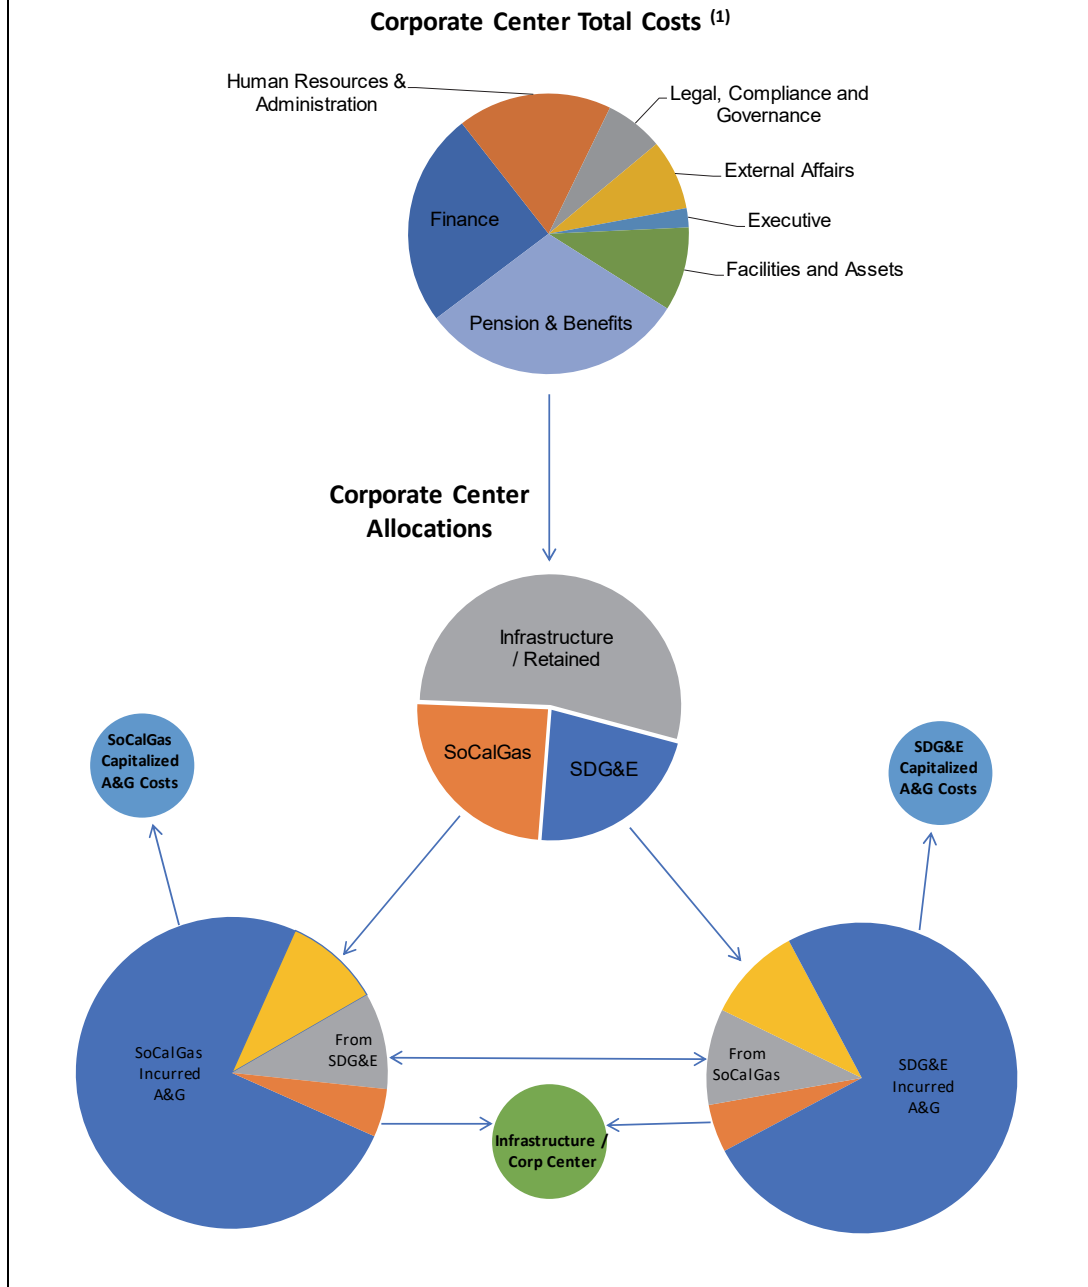 Corporate Center Total Costs (1)
Human Resources &
Administration
Legal, Compliance and
Governance
External Affairs
Finance
Executive
Facilities and Assets
Pension & Benefits
Corporate Center
Allocations
Infrastructure
/ Retained
SoCalGas
SDG&E
SoCalGas
Capitalized
A&G Costs
SDG&E
Capitalized
A&G Costs
SoCalGas
Incurred
A&G
From
SDG&E
From
SoCalGas
SDG&E
Incurred
A&G
Infrastructure /
Corp Center